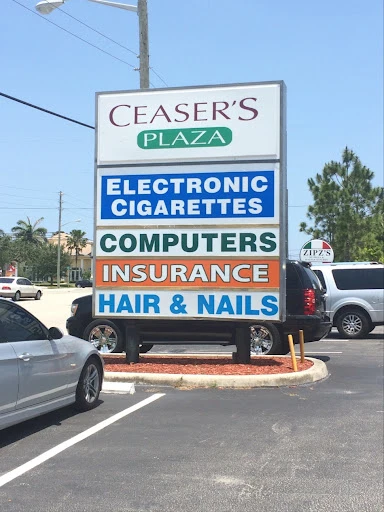 CEASER'S
PLAZA
ELECTRONIC
CIGARETTES
COMPUTERS
INSURANCE
HAIR & NAILS
ZIPZ'S